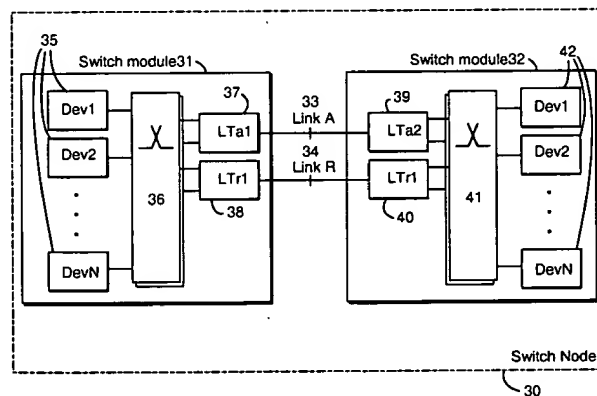 35
Switch module31
Switch module32
42
Dev1
37
33
Link A
39
Dev1
LTa1
LTa2
Dev2
34
Link R
Dev2
LTr1
LTr1
36
38
40
41
DevN
DevN
Switch Node
30